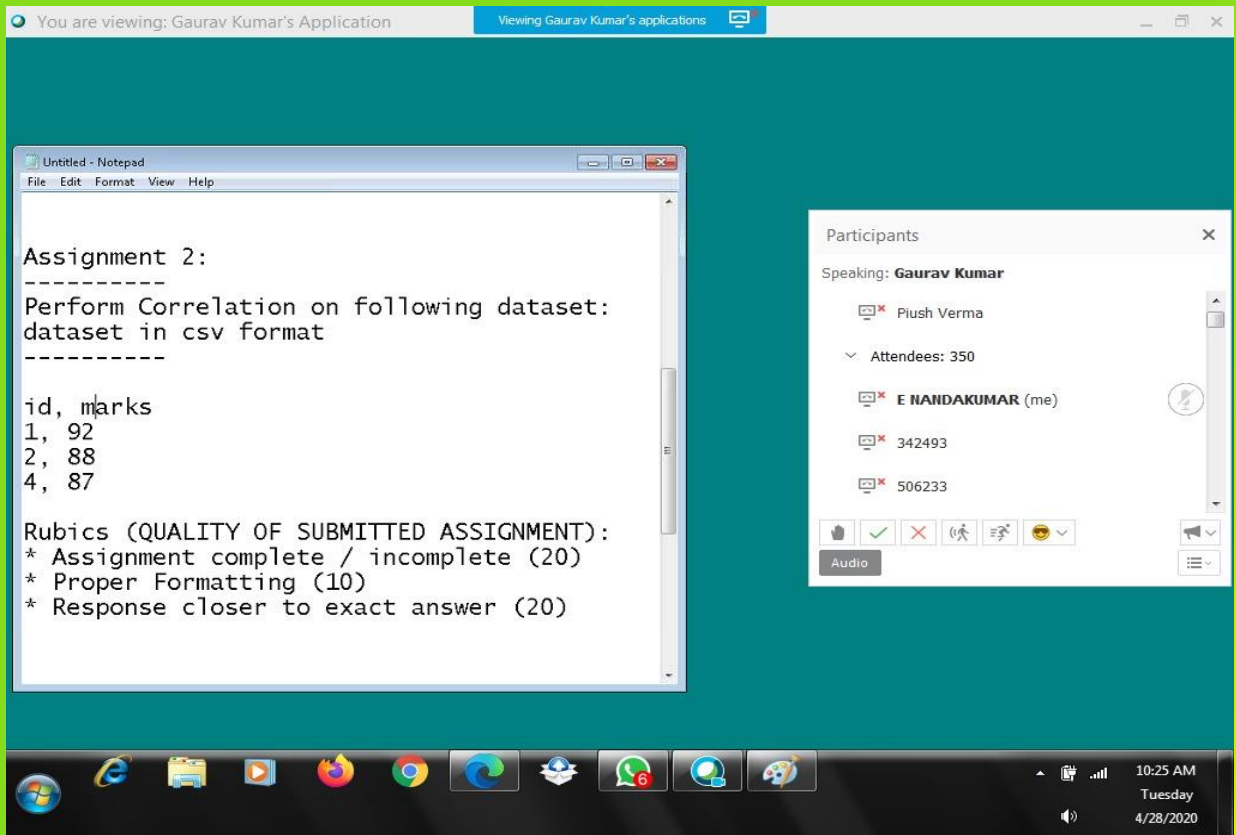 You are viewing: Gaurav Kumar's Application
Viewing Gaurav Kumar's applications
Untitled - Notepad
File Edit Format View Help
Assignment 2:
----------
Perform Correlation on following dataset:
dataset in csv format
----------
id, marks
1, 92
2, 88
4, 87
Rubics (QUALITY OF SUBMITTED ASSIGNMENT):
* Assignment complete / incomplete (20)
* Proper Formatting (10)
* Response closer to exact answer (20)
Participants
Speaking: Gaurav Kumar
Piush Verma
Attendees: 350
E NANDAKUMAR (me)
342493
506233
Audio
6
10:25 AM
Tuesday
4/28/2020